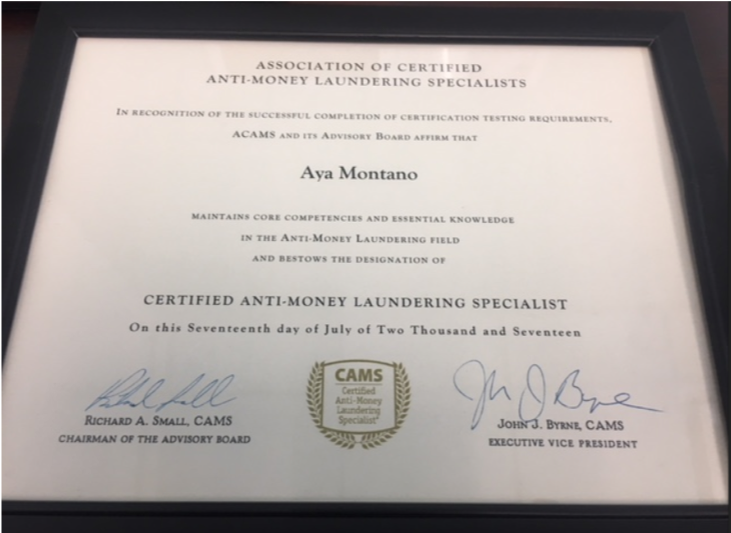 ASSOCIATION OF CERTIFIED
ANTI-MONEY LAUNDERING SPECIALISTS
IN RECOGNITION OF THE SUCCESSFUL COMPLETION OF CERTIFICATION TESTING REQUIREMENTS,
ACAMS AND ITS ADVISORY BOARD AFFIRM THAT
Aya Montano
MAINTAINS CORE COMPETENCIES AND ESSENTIAL KNOWLEDGE
IN THE ANTI-MONEY LAUNDERING FIELD
AND BESTOWS THE DESIGNATION OF
CERTIFIED ANTI-MONEY LAUNDERING SPECIALIST
On this Seventeenth day of July of Two Thousand and Seventeen
RICHARD A. SMALL, CAMS
CHAIRMAN OF THE ADVISORY BOARD
CAMS
Certified
Anti-Money
Laundering
Specialist®
John J Byrne
JOHN J. BYRNE, CAMS
EXECUTIVE VICE PRESIDENT